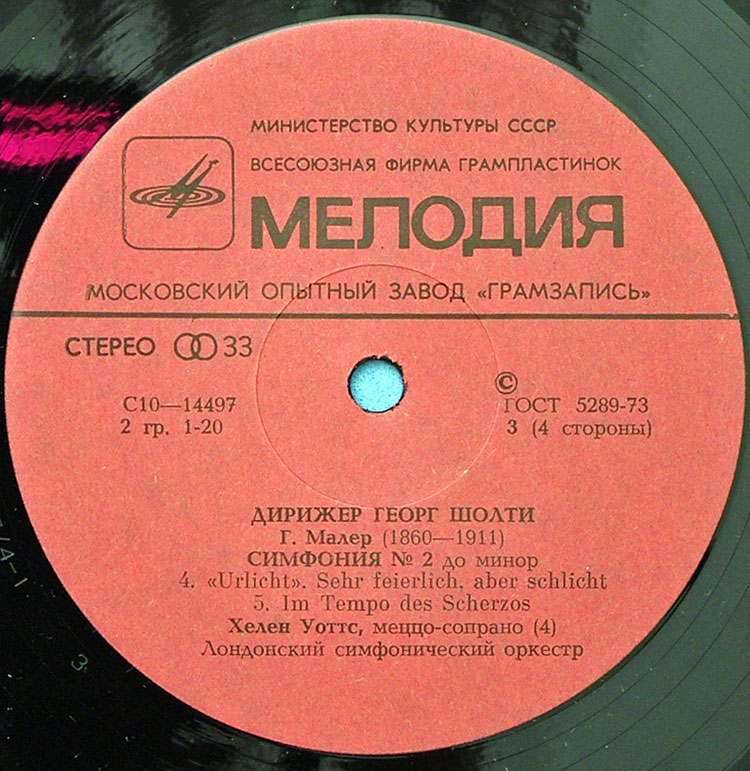 МИНИСТЕРСТВО КУЛЬТУРЫ СССР
ВСЕСОЮЗНАЯ ФИРМА ГРАМПЛАСТИНОК
МЕЛОДИЯ
МОСКОВСКИЙ ОПЫТНЫЙ ЗАВОД «ГРАМЗАПИСЬ»
СТЕРЕО 33
©
С10—14497 ГОСТ 5289-73
2 гр. 1-20 3 (4 стороны)
ДИРИЖЕР ГЕОРГ ШОЛТИ
Г. Малер (1860—1911)
СИМФОНИЯ № 2 до минор
4. «Urlicht». Sehr feierlich, aber schlicht
5. Im Tempo des Scherzos
Хелен Уоттс, меццо-сопрано (4)
Лондонский симфонический оркестр
3